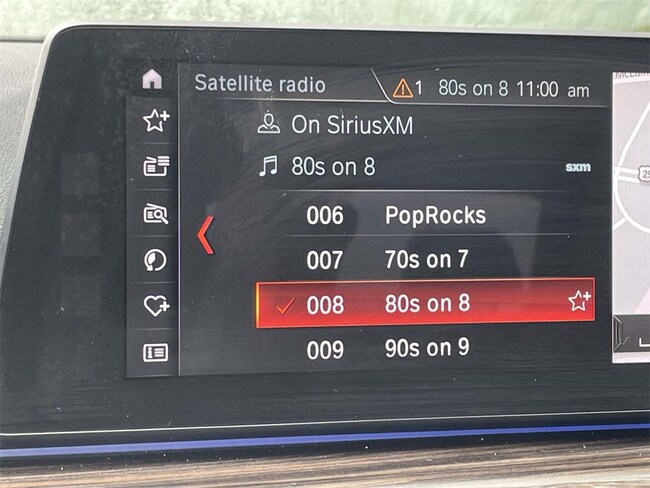 Satellite radio
1 80s on 8 11:00 am
On SiriusXM
80s on 8
sxm
006 PopRocks
007 70s on 7
008 80s on 8
009 90s on 9